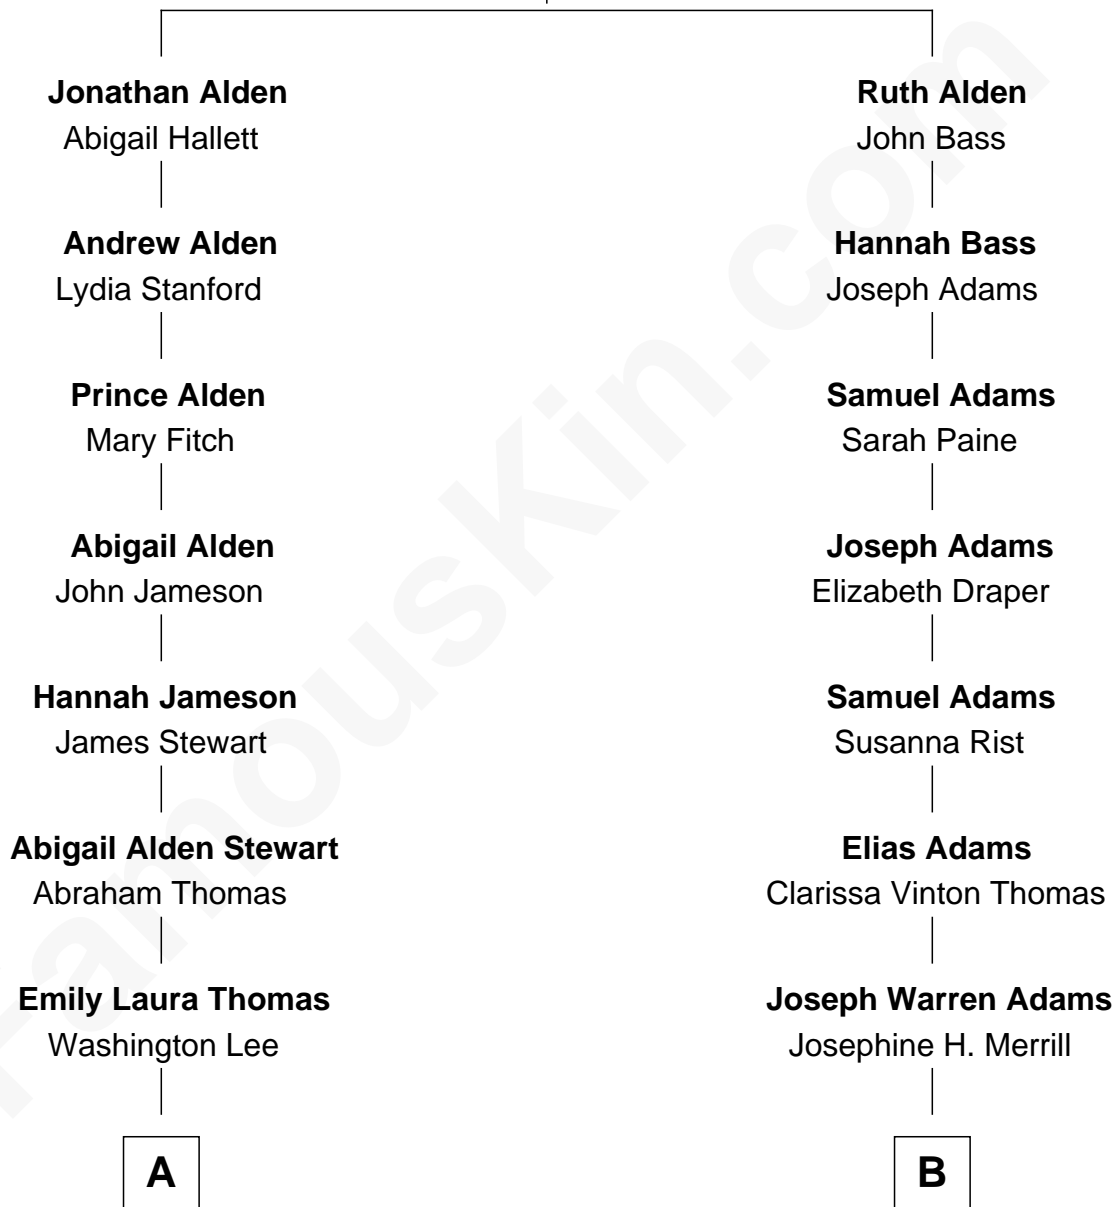 Jonathan Alden
Abigail Hallett
Andrew Alden
Lydia Stanford
Prince Alden
Mary Fitch
Abigail Alden
John Jameson
Hannah Jameson
James Stewart
Abigail Alden Stewart
Abraham Thomas
Emily Laura Thomas
Washington Lee
A
Ruth Alden
John Bass
Hannah Bass
Joseph Adams
Samuel Adams
Sarah Paine
Joseph Adams
Elizabeth Draper
Samuel Adams
Susanna Rist
Elias Adams
Clarissa Vinton Thomas
Joseph Warren Adams
Josephine H. Merrill
B
FamousKin.com